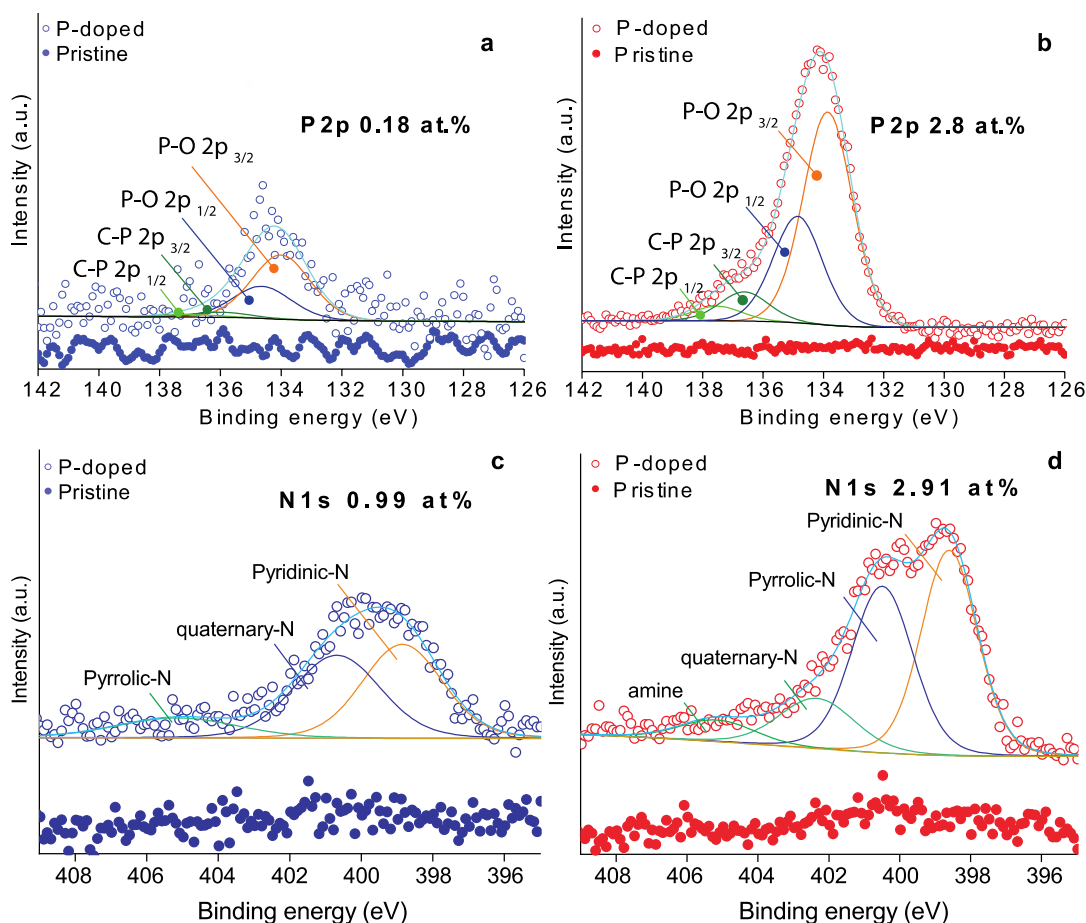 P-doped
Pristine
a
P2p 0.18 at.%
P-O 2p 3/2
P-O 2p 1/2
C-P 2p 3/2
C-P 2p 1/2
Intensity (a.u.)
142 140 138 136 134 132 130 128 126
Binding energy (eV)
P-doped
Pristine
b
P2p 2.8 at.%
P-O 2p 3/2
P-O 2p 1/2
C-P 2p 3/2
C-P 2p 1/2
Intensity (a.u.)
142 140 138 136 134 132 130 128 126
Binding energy (eV)
P-doped
Pristine
c
N1s 0.99 at%
Pyridinic-N
quaternary-N
Pyrrolic-N
Intensity (a.u.)
408 406 404 402 400 398 396
Binding energy (eV)
P-doped
Pristine
d
N1s 2.91 at%
Pyridinic-N
Pyrrolic-N
quaternary-N
amine
Intensity (a.u.)
408 406 404 402 400 398 396
Binding energy (eV)